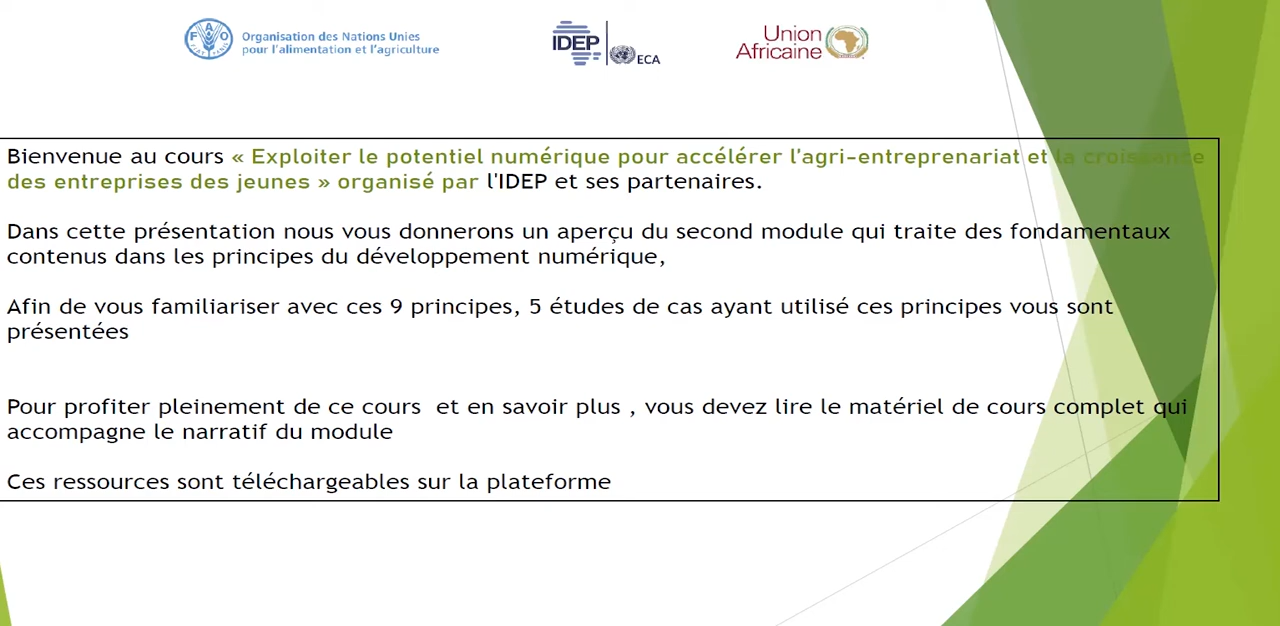 FAO
Organisation des Nations Unies
pour l'alimentation et l'agriculture
IDEP
ECA
Union
Africaine
Bienvenue au cours « Exploiter le potentiel numérique pour accélérer l'agri-entreprenariat et la croissance
des entreprises des jeunes » organisé par l'IDEP et ses partenaires.
Dans cette présentation nous vous donnerons un aperçu du second module qui traite des fondamentaux
contenus dans les principes du développement numérique,
Afin de vous familiariser avec ces 9 principes, 5 études de cas ayant utilisé ces principes vous sont
présentées
Pour profiter pleinement de ce cours  et en savoir plus , vous devez lire le matériel de cours complet qui
accompagne le narratif du module
Ces ressources sont téléchargeables sur la plateforme